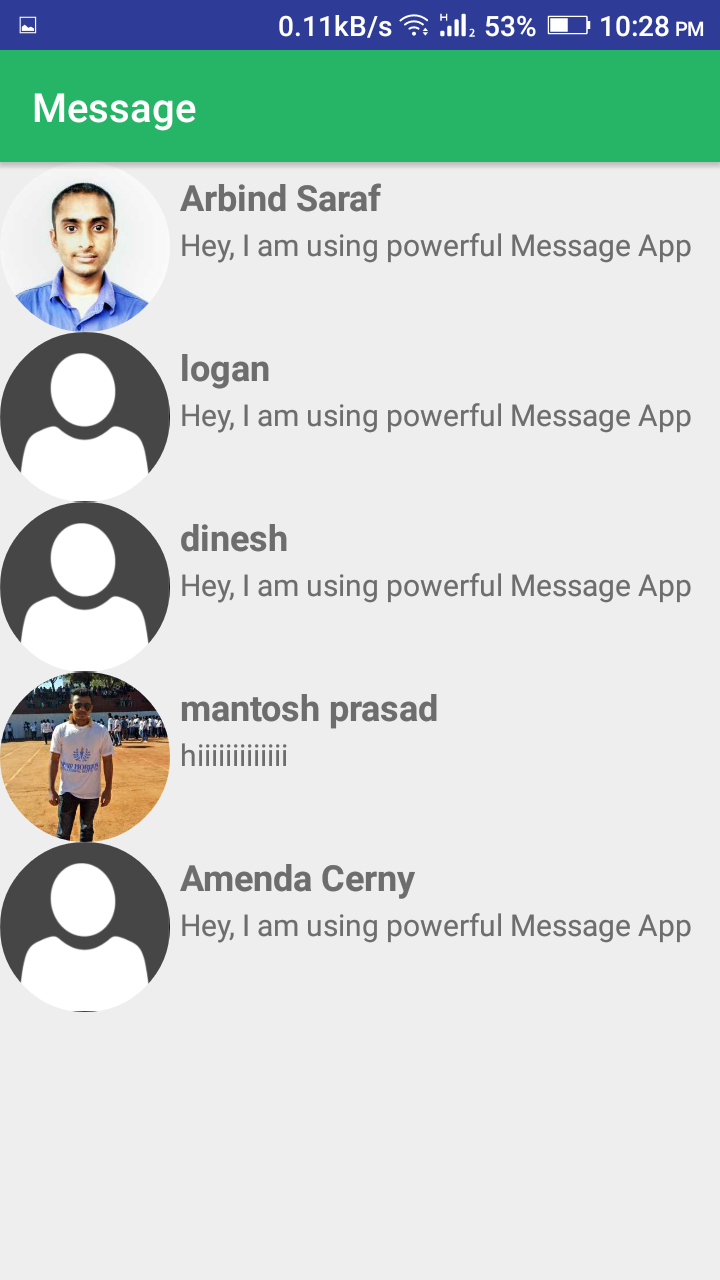 0.11kB/s H 2 53% 10:28 PM
Message
Arbind Saraf
Hey, I am using powerful Message App
logan
Hey, I am using powerful Message App
dinesh
Hey, I am using powerful Message App
mantosh prasad
hiiiiiiiiiiiii
Amenda Cerny
Hey, I am using powerful Message App